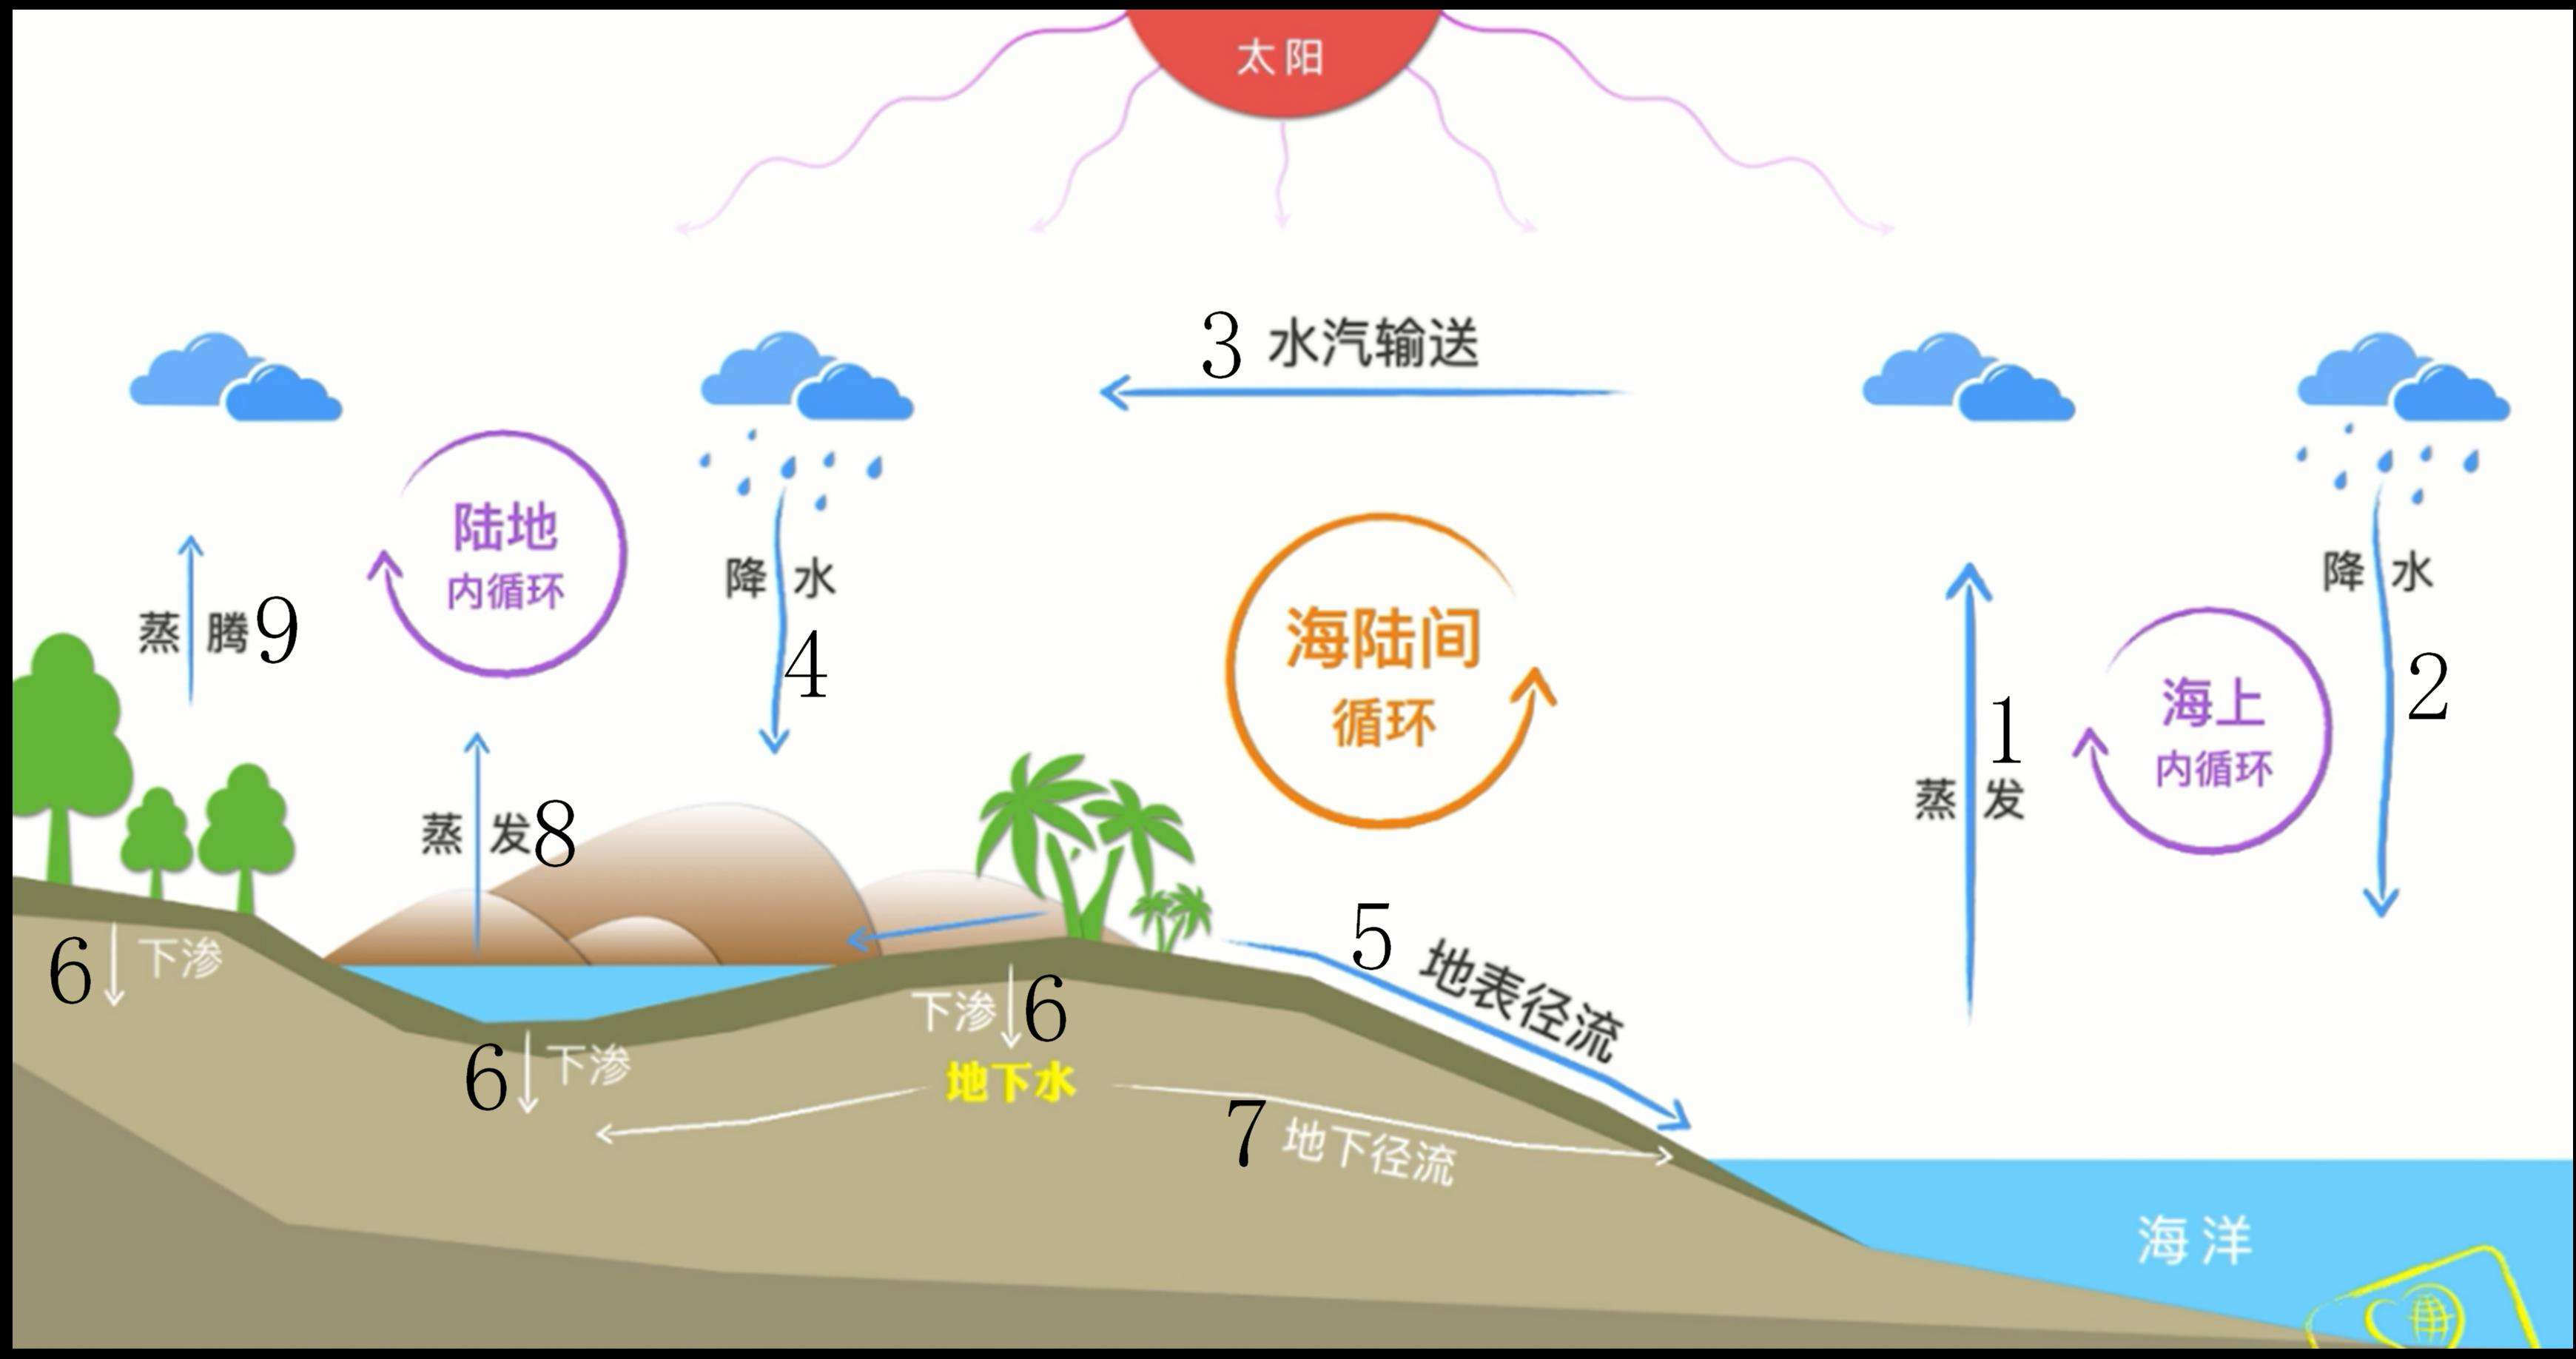 太阳
3 水汽输送
陆地
内循环
降水
4
海陆间
循环
降水
2
蒸腾9
1
蒸发
海上
内循环
蒸发8
5 地表径流
6 下渗
下渗 6
6 下渗
地下水
7 地下径流
海洋